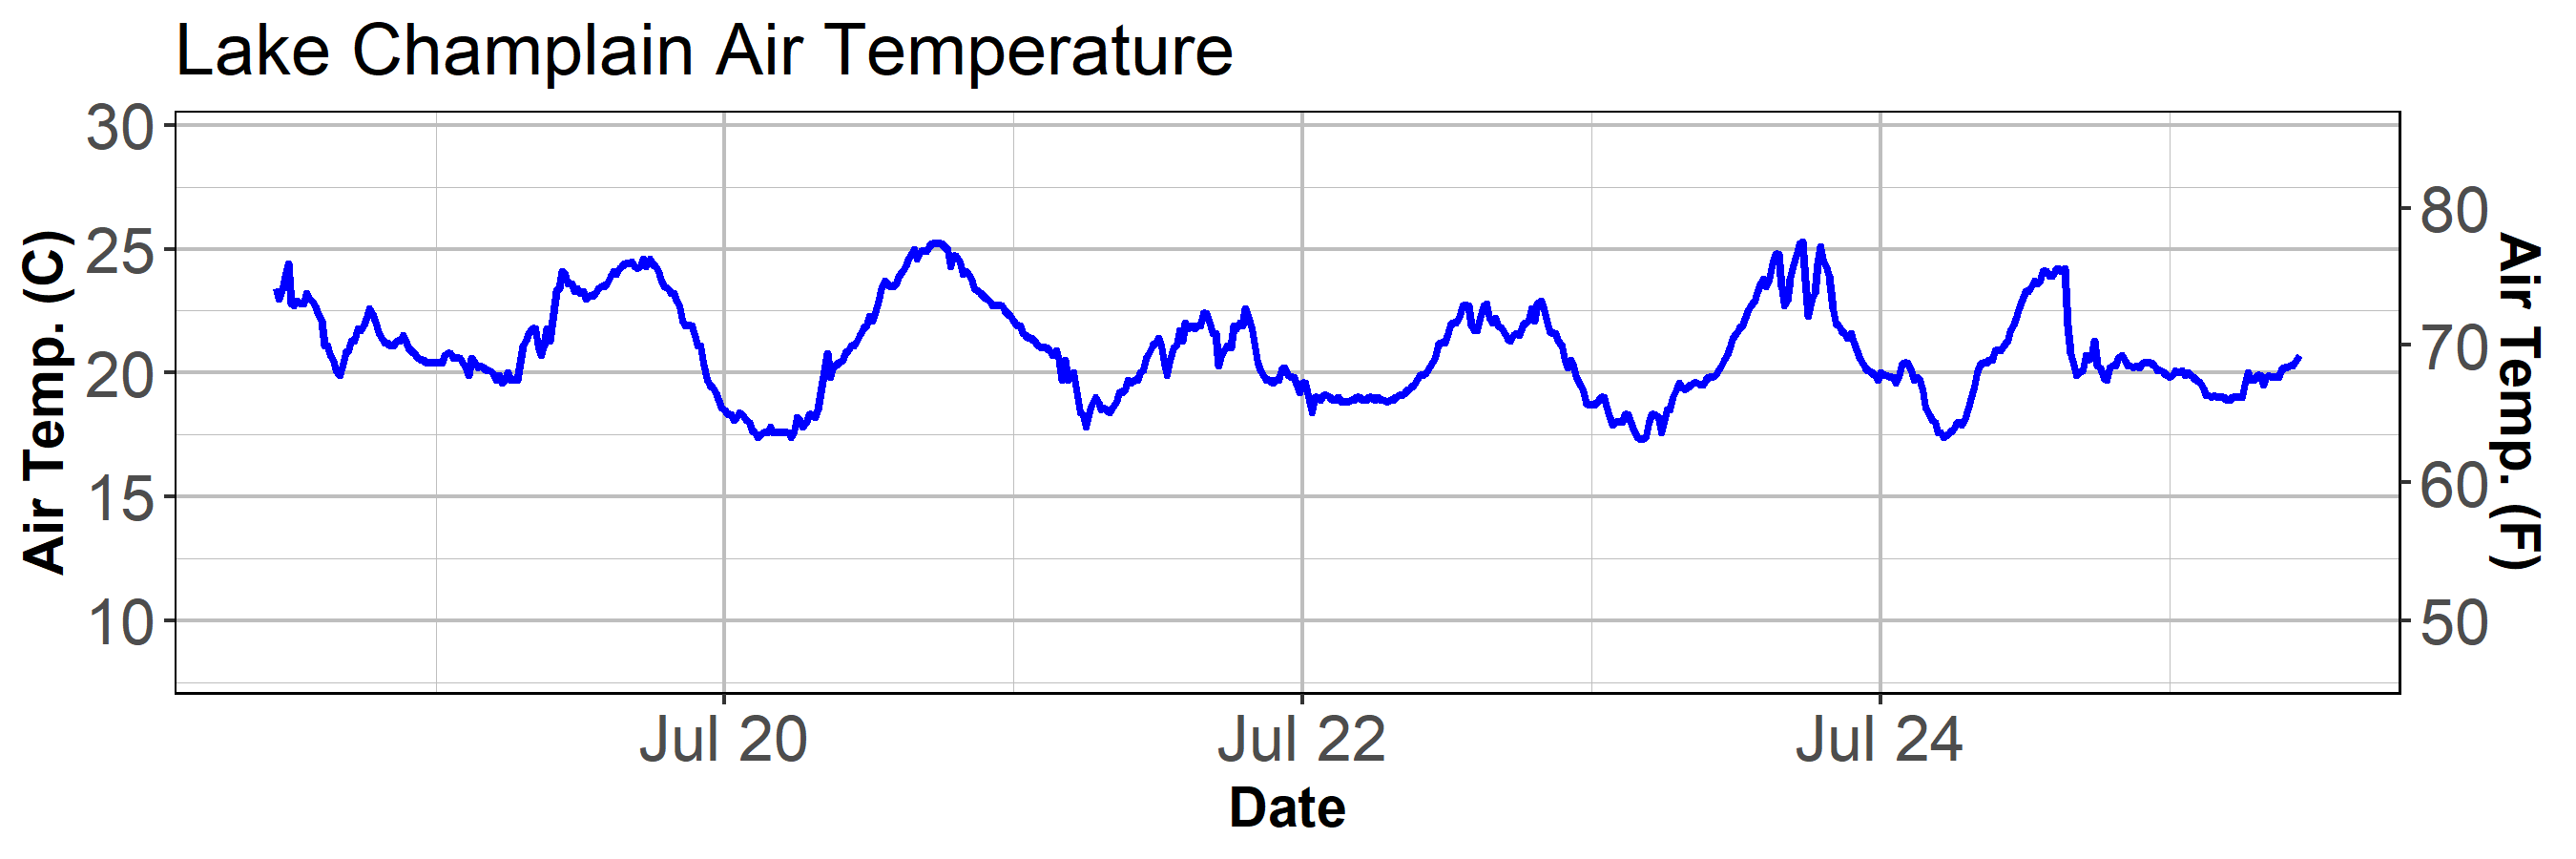 Lake Champlain Air Temperature
Air Temp. (C)
30
25
20
15
10
80
70
60
50
Air Temp. (F)
Jul 20
Jul 22
Jul 24
Date